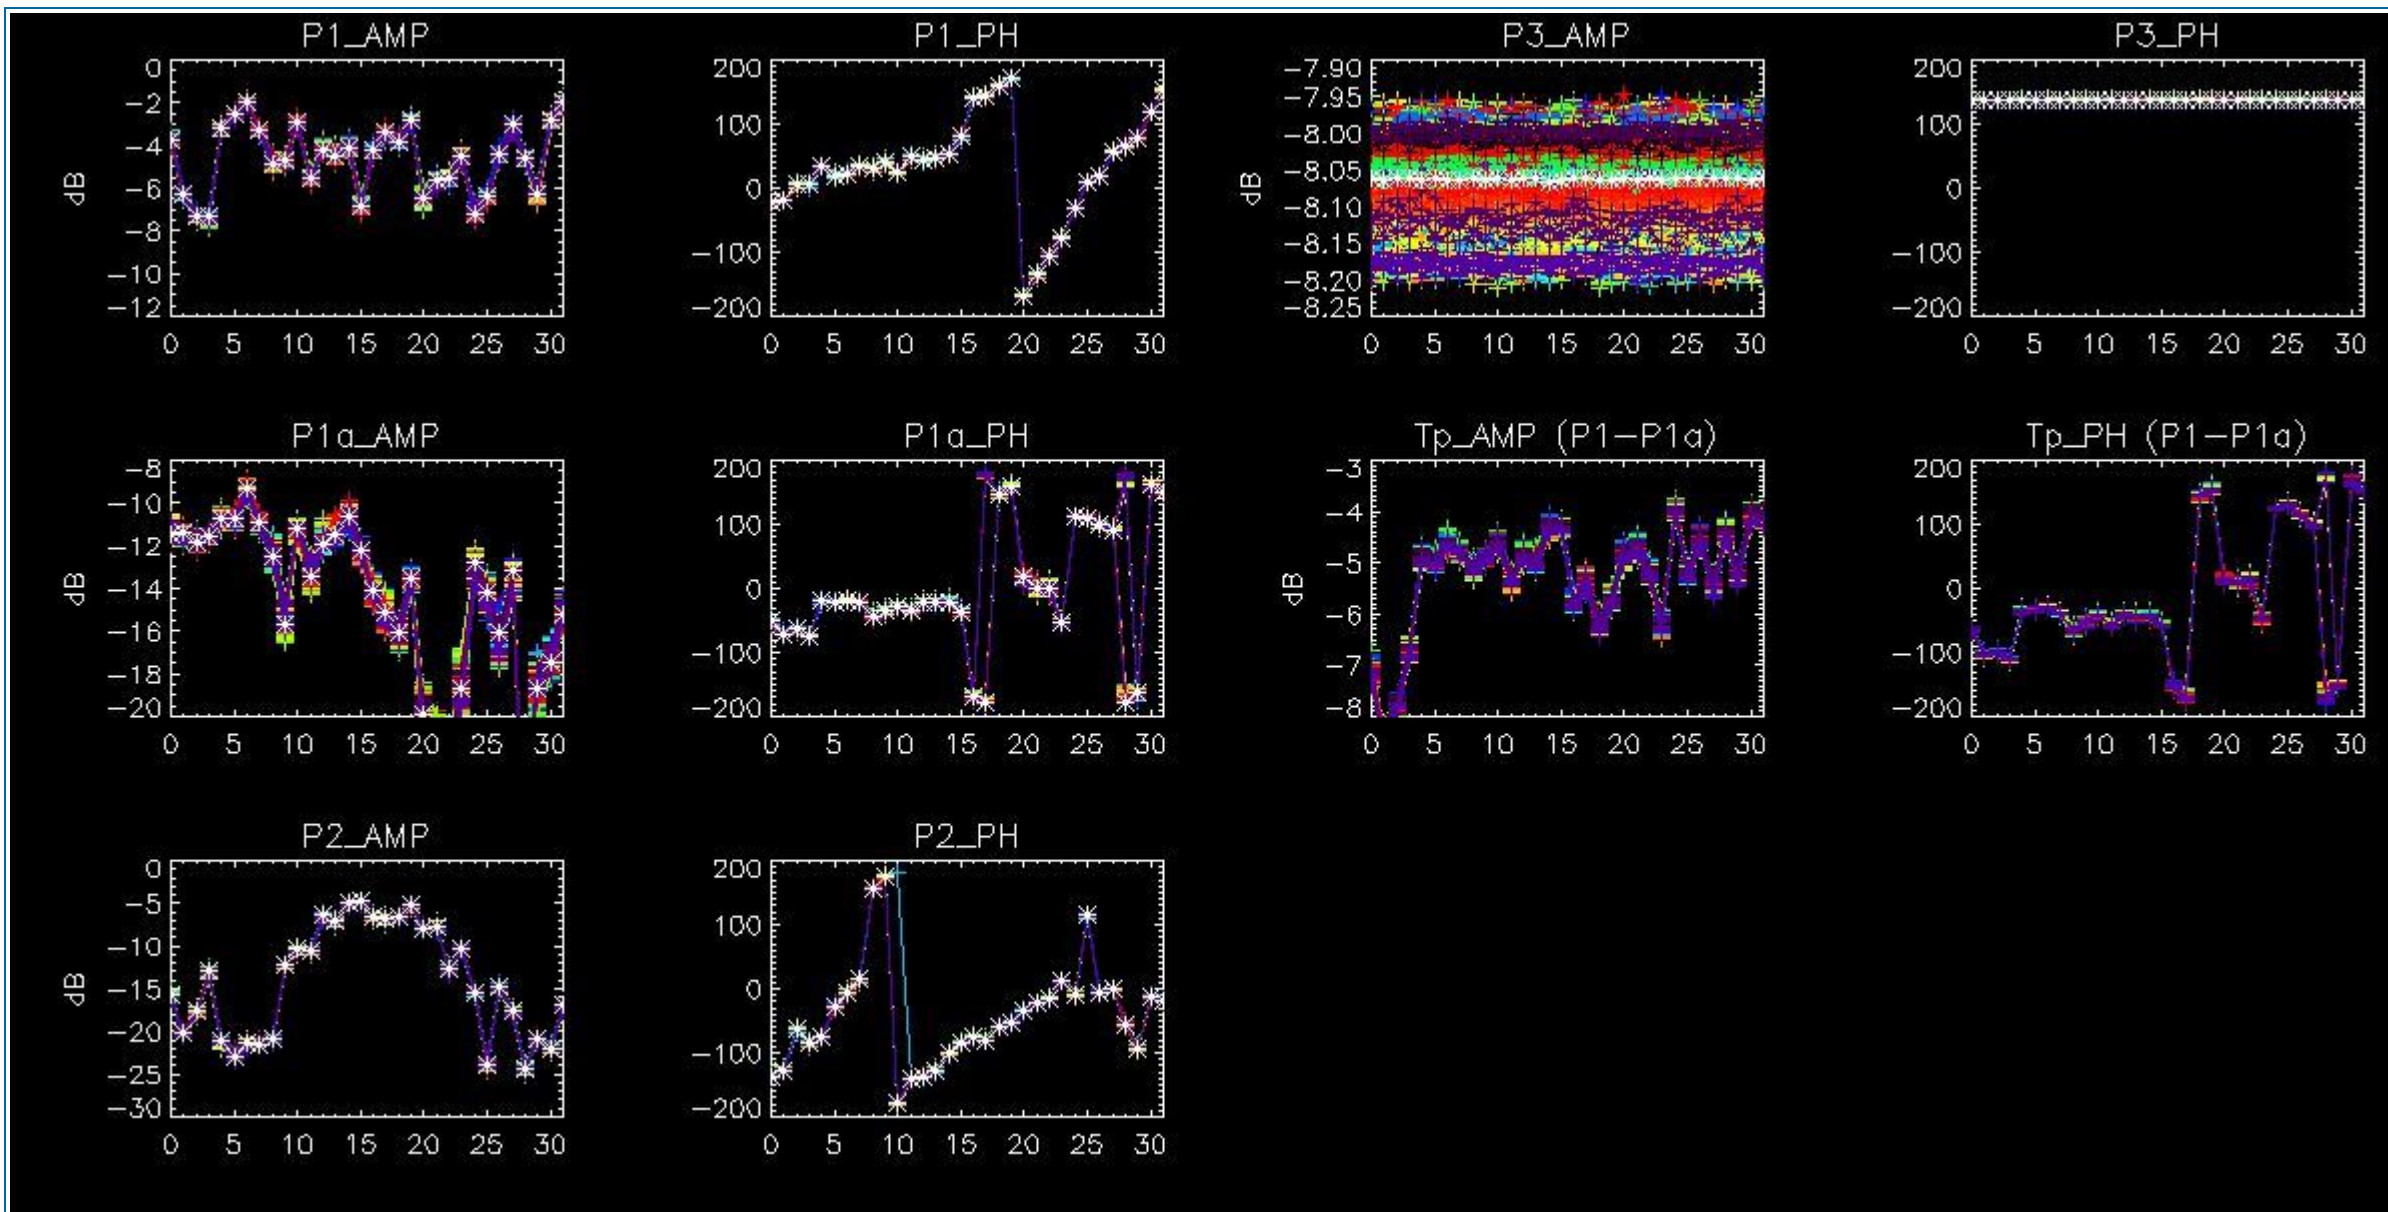 P1_AMP
0
−2
−4
−6
−8
−10
−12
dB
0 5 10 15 20 25 30
P1_PH
200
100
0
−100
−200
0 5 10 15 20 25 30
P3_AMP
−7.90
−7.95
−8.00
−8.05
−8.10
−8.15
−8.20
−8.25
dB
0 5 10 15 20 25 30
P3_PH
200
100
0
−100
−200
0 5 10 15 20 25 30
P1a_AMP
−8
−10
−12
−14
−16
−18
−20
dB
0 5 10 15 20 25 30
P1a_PH
200
100
0
−100
−200
0 5 10 15 20 25 30
Tp_AMP (P1−P1a)
−3
−4
−5
−6
−7
−8
dB
0 5 10 15 20 25 30
Tp_PH (P1−P1a)
200
100
0
−100
−200
0 5 10 15 20 25 30
P2_AMP
0
−5
−10
−15
−20
−25
−30
dB
0 5 10 15 20 25 30
P2_PH
200
100
0
−100
−200
0 5 10 15 20 25 30